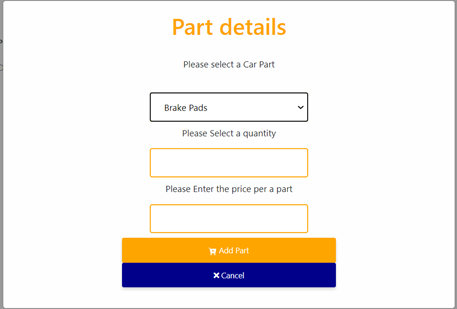 Part details
Please select a Car Part
Brake Pads
Please Select a quantity
Please Enter the price per a part
Add Part
Cancel